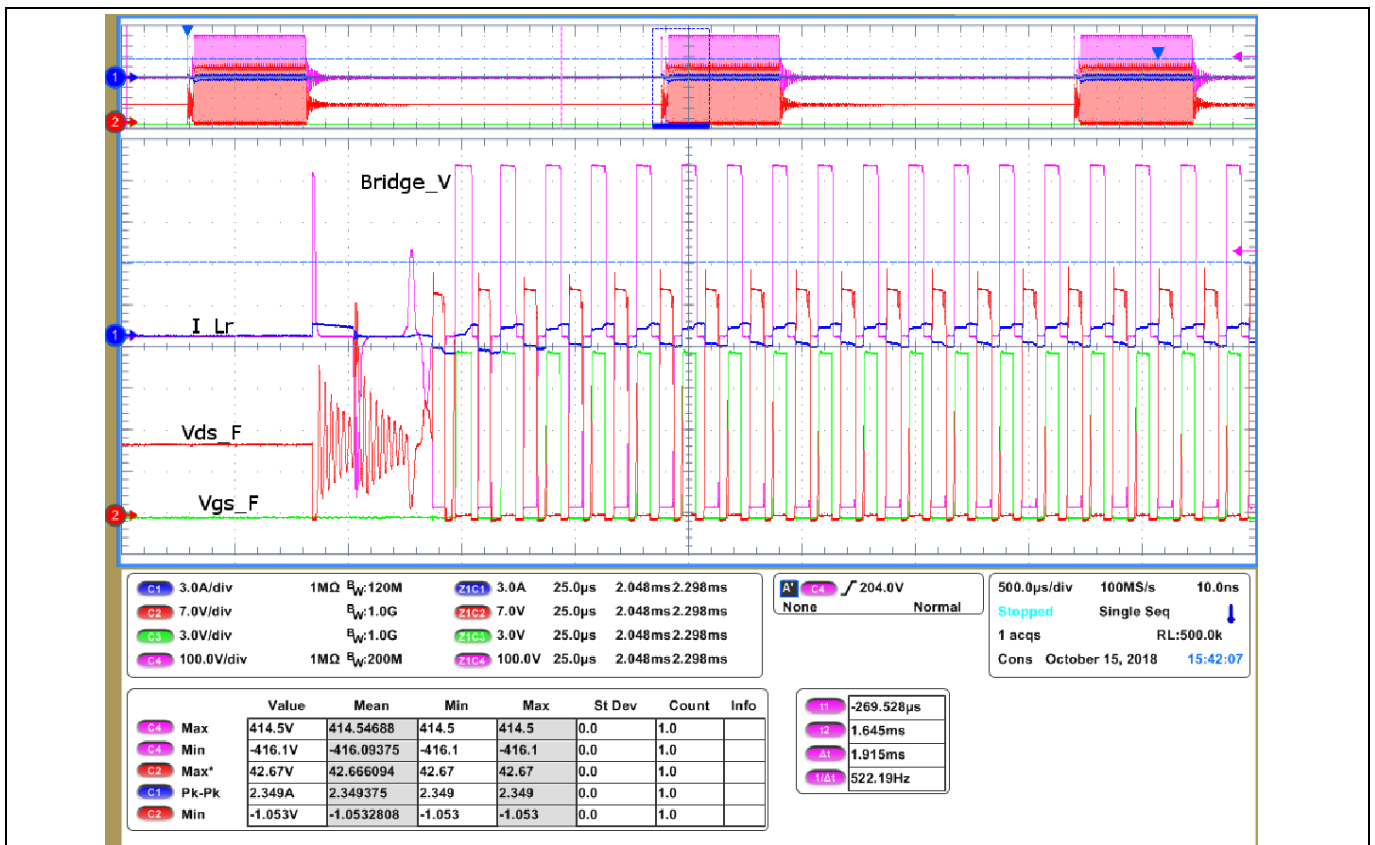 1
2
Bridge_V
1
I_Lr
Vds_F
Vgs_F
2
C1 3.0A/div 1MΩ BW:120M Z1C1 3.0A 25.0µs 2.048ms 2.298ms
C2 7.0V/div BW:1.0G Z1C2 7.0V 25.0µs 2.048ms 2.298ms
C3 3.0V/div BW:1.0G Z1C3 3.0V 25.0µs 2.048ms 2.298ms
C4 100.0V/div 1MΩ BW:200M Z1C4 100.0V 25.0µs 2.048ms 2.298ms
A' C4 204.0V
None Normal
500.0µs/div 100MS/s 10.0ns
Stopped Single Seq
1 acqs RL:500.0k
Cons October 15, 2018 15:42:07
Value Mean Min Max St Dev Count Info
C4 Max 414.5V 414.54688 414.5 414.5 0.0 1.0
C4 Min -416.1V -416.09375 -416.1 -416.1 0.0 1.0
C2 Max* 42.67V 42.666094 42.67 42.67 0.0 1.0
C1 Pk-Pk 2.349A 2.349375 2.349 2.349 0.0 1.0
C2 Min -1.053V -1.0532808 -1.053 -1.053 0.0 1.0
t1 -269.528µs
t2 1.645ms
Δt 1.915ms
1/Δt 522.19Hz